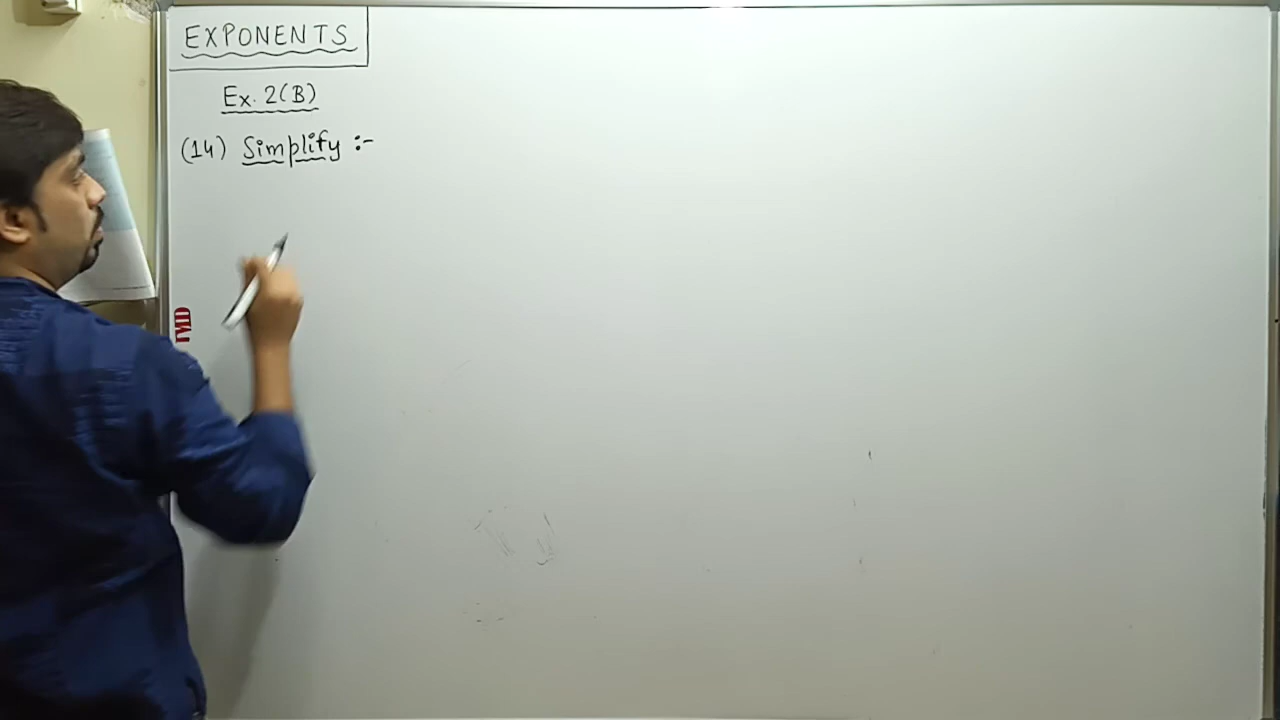 EXPONENTS
Ex. 2(B)
(14) Simplify :-